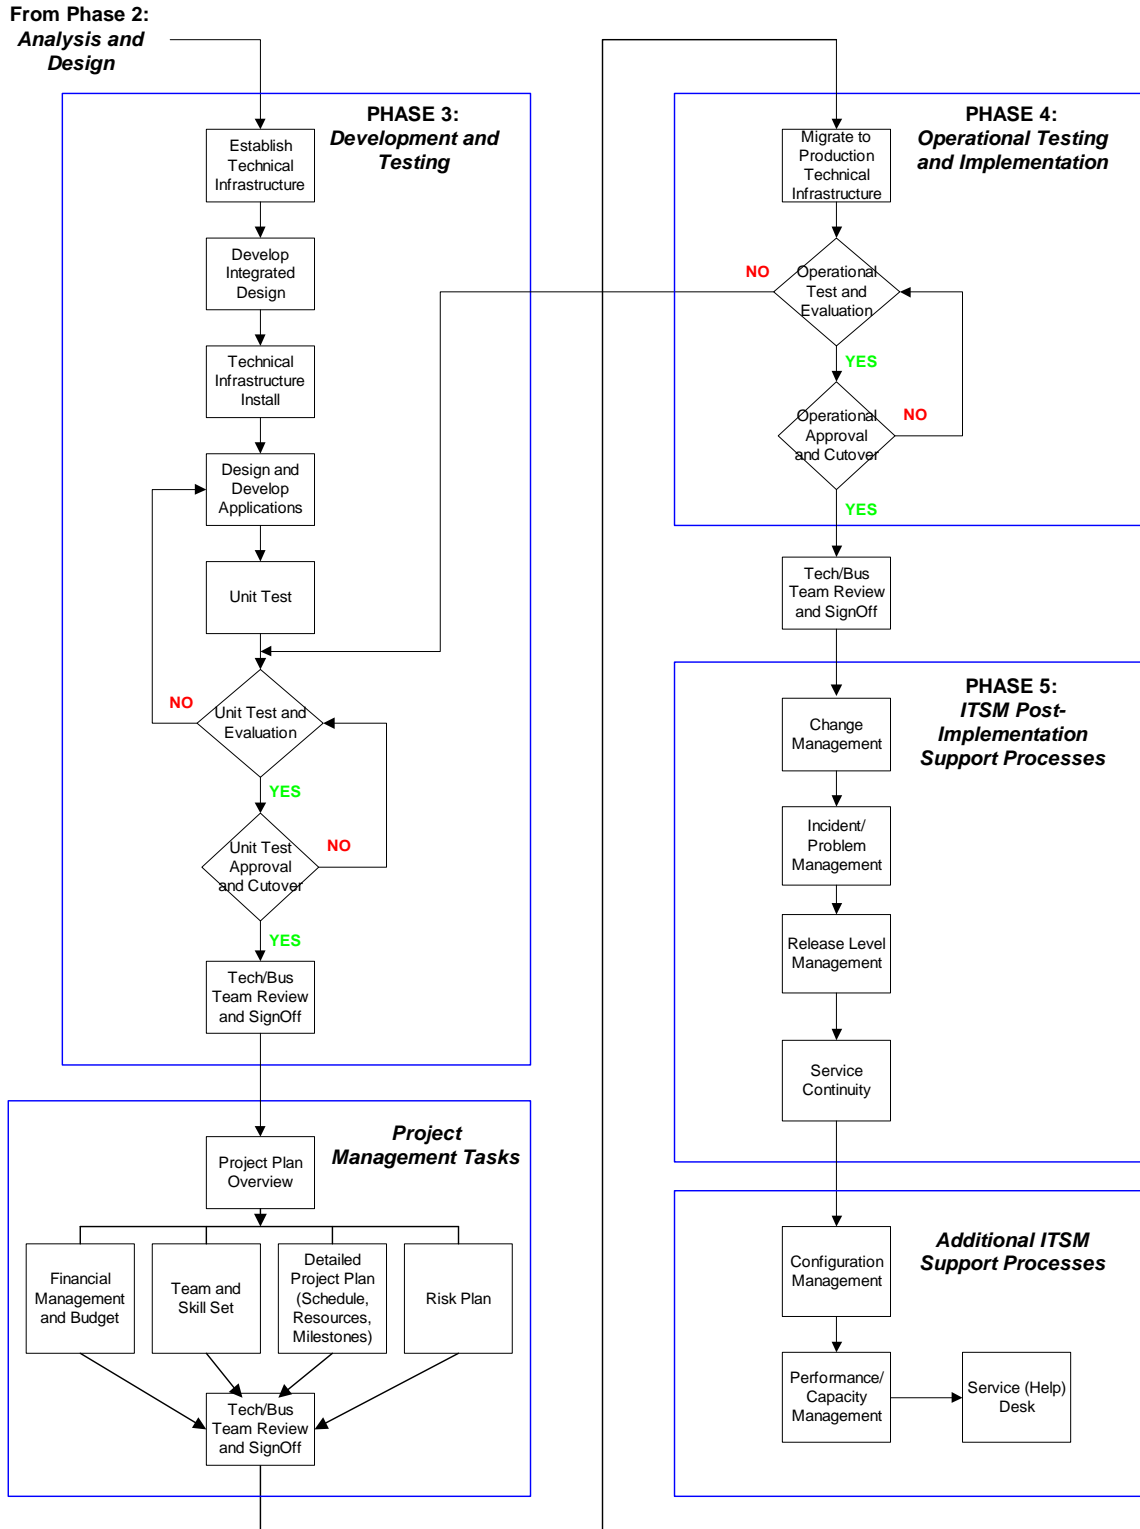 From Phase 2:
Analysis and
Design
PHASE 3:
Development and
Testing
Establish
Technical
Infrastructure
Develop
Integrated
Design
Technical
Infrastructure
Install
Design and
Develop
Applications
Unit Test
NO
Unit Test and
Evaluation
YES
Unit Test
Approval
and Cutover
NO
YES
Tech/Bus
Team Review
and SignOff
Project
Management Tasks
Project Plan
Overview
Financial
Management
and Budget
Team and
Skill Set
Detailed
Project Plan
(Schedule,
Resources,
Milestones)
Risk Plan
Tech/Bus
Team Review
and SignOff
PHASE 4:
Operational Testing
and Implementation
Migrate to
Production
Technical
Infrastructure
NO
Operational
Test and
Evaluation
YES
Operational
Approval
and Cutover
NO
YES
Tech/Bus
Team Review
and SignOff
PHASE 5:
ITSM Post-
Implementation
Support Processes
Change
Management
Incident/
Problem
Management
Release Level
Management
Service
Continuity
Additional ITSM
Support Processes
Configuration
Management
Performance/
Capacity
Management
Service (Help)
Desk